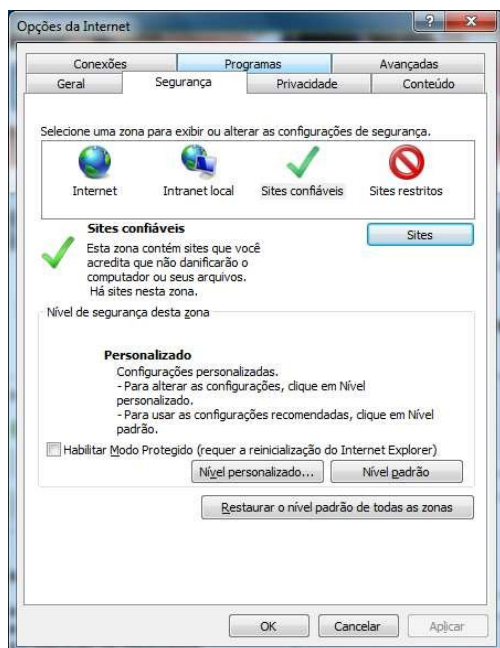 Opções da Internet
Conexões Programas Avançadas
Geral Segurança Privacidade Conteúdo
Selecione uma zona para exibir ou alterar as configurações de segurança.
Internet Intranet local Sites confiáveis Sites restritos
Sites confiáveis
Sites
Esta zona contém sites que você
acredita que não danificarão o
computador ou seus arquivos.
Há sites nesta zona.
Nível de segurança desta zona
Personalizado
Configurações personalizadas.
- Para alterar as configurações, clique em Nível
personalizado.
- Para usar as configurações recomendadas, clique em Nível
padrão.
Habilitar Modo Protegido (requer a reinicialização do Internet Explorer)
Nível personalizado... Nível padrão
Restaurar o nível padrão de todas as zonas
OK Cancelar Aplicar